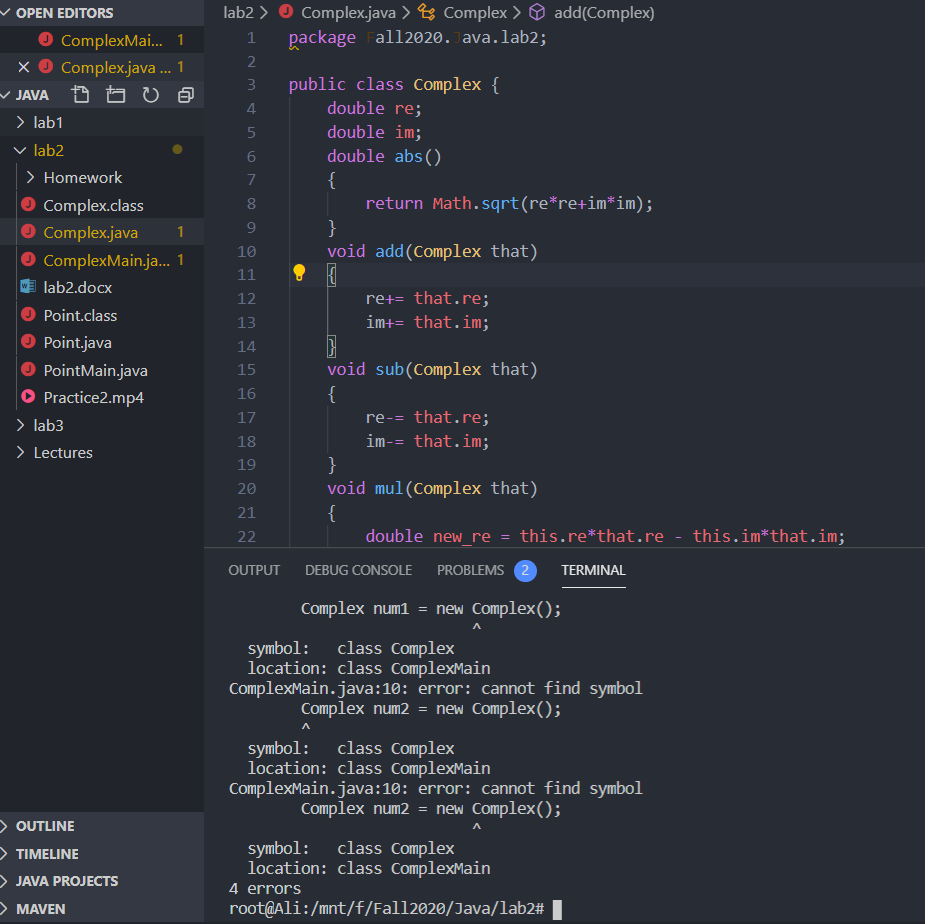 OPEN EDITORS
ComplexMai... 1
Complex.java ... 1
JAVA
lab1
lab2
Homework
Complex.class
Complex.java 1
ComplexMain.ja... 1
lab2.docx
Point.class
Point.java
PointMain.java
Practice2.mp4
lab3
Lectures
OUTLINE
TIMELINE
JAVA PROJECTS
MAVEN
lab2 > Complex.java > Complex > add(Complex)
1 package Fall2020.Java.lab2;
2
3 public class Complex {
4 double re;
5 double im;
6 double abs()
7 {
8 return Math.sqrt(re*re+im*im);
9 }
10 void add(Complex that)
11 {
12 re+= that.re;
13 im+= that.im;
14 }
15 void sub(Complex that)
16 {
17 re-= that.re;
18 im-= that.im;
19 }
20 void mul(Complex that)
21 {
22 double new_re = this.re*that.re - this.im*that.im;
OUTPUT DEBUG CONSOLE PROBLEMS 2 TERMINAL
Complex num1 = new Complex();
^
symbol: class Complex
location: class ComplexMain
ComplexMain.java:10: error: cannot find symbol
Complex num2 = new Complex();
^
symbol: class Complex
location: class ComplexMain
ComplexMain.java:10: error: cannot find symbol
Complex num2 = new Complex();
^
symbol: class Complex
location: class ComplexMain
4 errors
root@Ali:/mnt/f/Fall2020/Java/lab2#